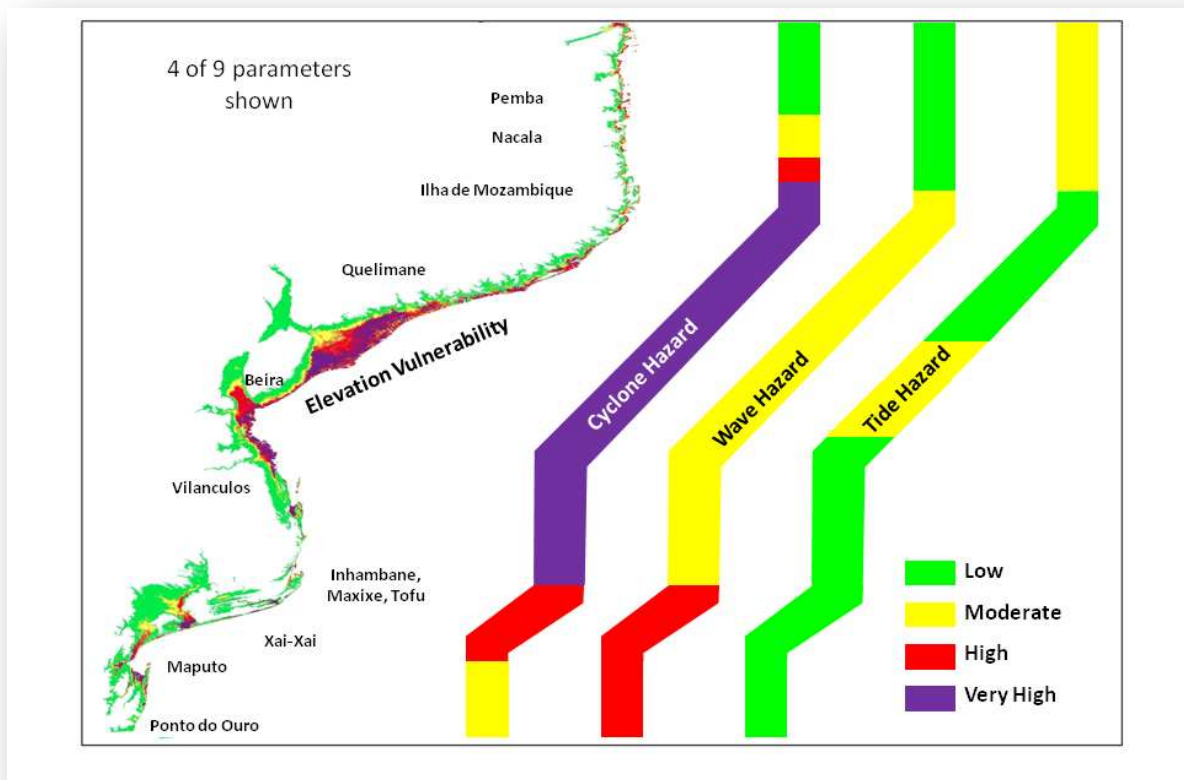 4 of 9 parameters
shown
Pemba
Nacala
Ilha de Mozambique
Quelimane
Elevation Vulnerability
Beira
Vilanculos
Inhambane,
Maxixe, Tofu
Xai-Xai
Maputo
Ponto do Ouro
Cyclone Hazard
Wave Hazard
Tide Hazard
Low
Moderate
High
Very High